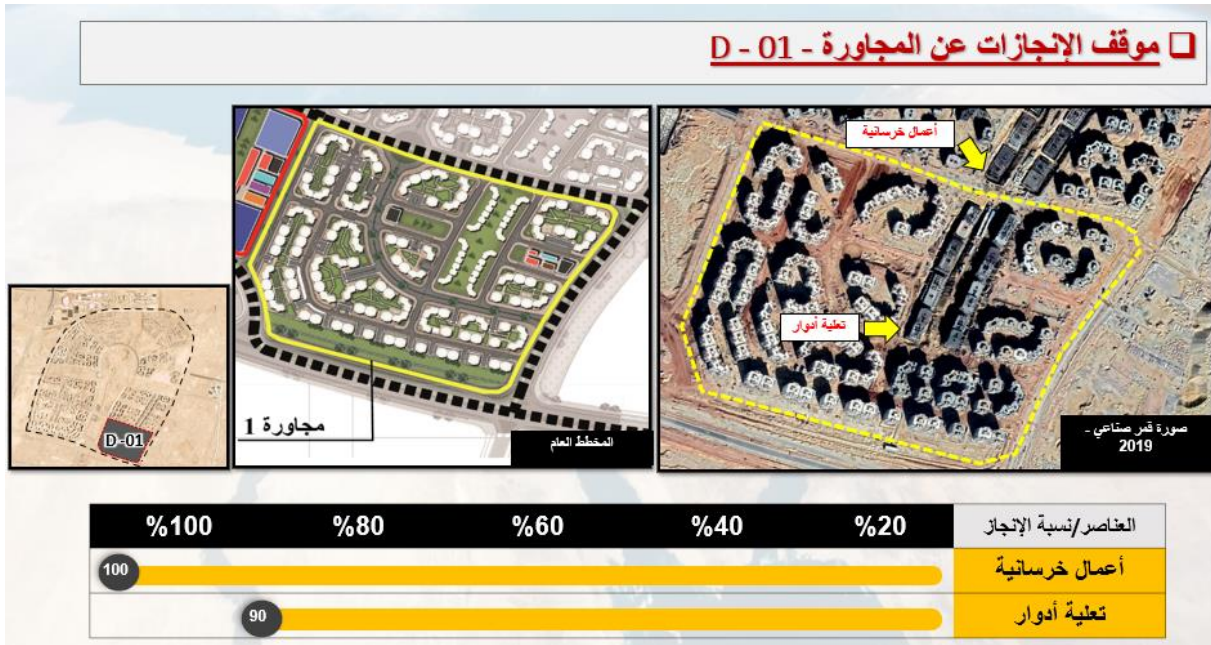 ❑ موقف الإنجازات عن المجاورة - D - 01
أعمال خرسانية
تعلية أدوار
صورة قمر صناعي -
2019
مجاورة 1
المخطط العام
D-01
العناصر/نسبة الإنجاز %20 %40 %60 %80 %100
أعمال خرسانية 100
تعلية أدوار 90